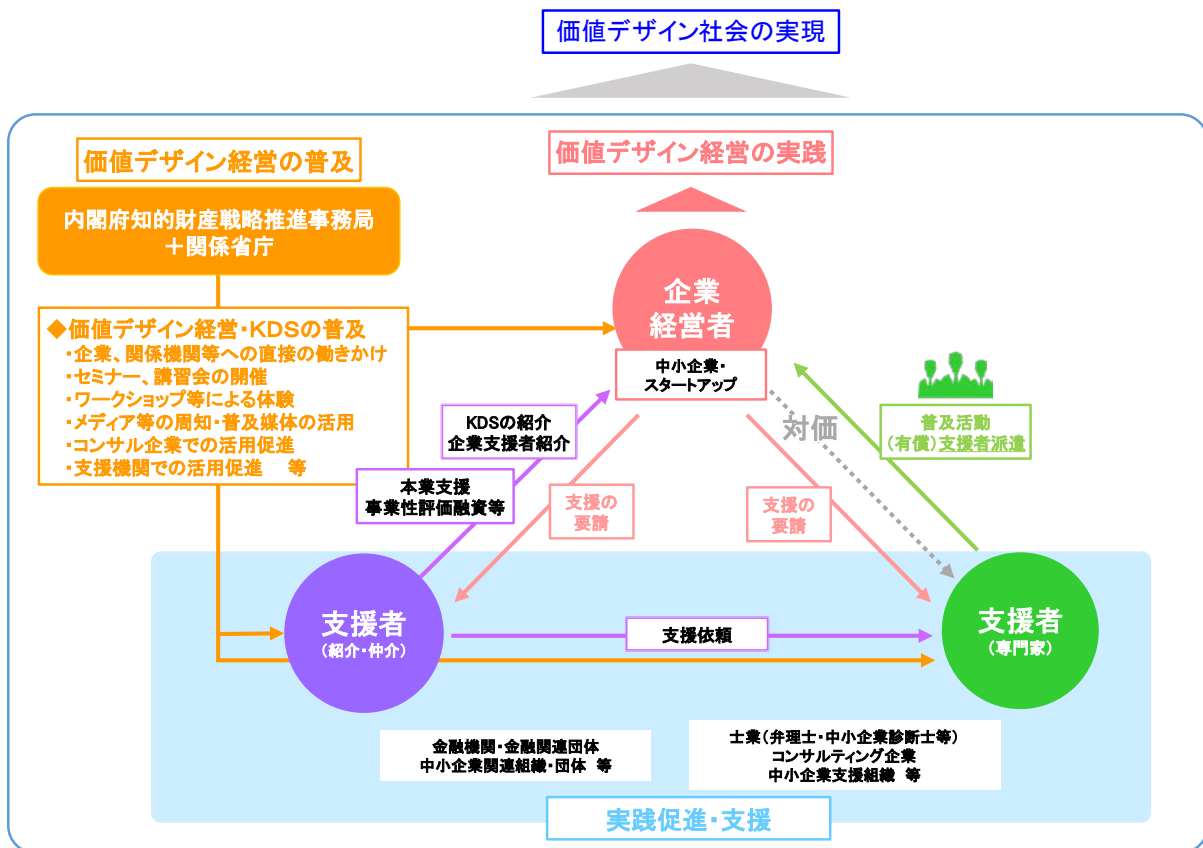 価値デザイン社会の実現
価値デザイン経営の普及
価値デザイン経営の実践
内閣府知的財産戦略推進事務局
＋関係省庁
◆価値デザイン経営・KDSの普及
・企業、関係機関等への直接の働きかけ
・セミナー、講習会の開催
・ワークショップ等による体験
・メディア等の周知・普及媒体の活用
・コンサル企業での活用促進
・支援機関での活用促進　等
企業
経営者
中小企業・
スタートアップ
KDSの紹介
企業支援者紹介
本業支援
事業性評価融資等
対価
普及活動
（有償）支援者派遣
支援の
要請
支援の
要請
支援者
（紹介・仲介）
支援依頼
支援者
（専門家）
金融機関・金融関連団体
中小企業関連組織・団体　等
士業（弁理士・中小企業診断士等）
コンサルティング企業
中小企業支援組織　等
実践促進・支援